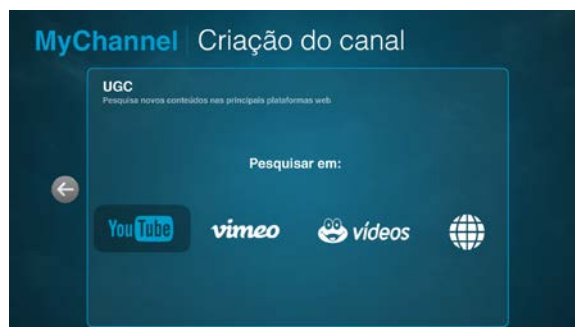 MyChannel Criação do canal
UGC
Pesquisa novos conteúdos nas principais plataformas web
Pesquisar em:
YouTube vimeo vídeos